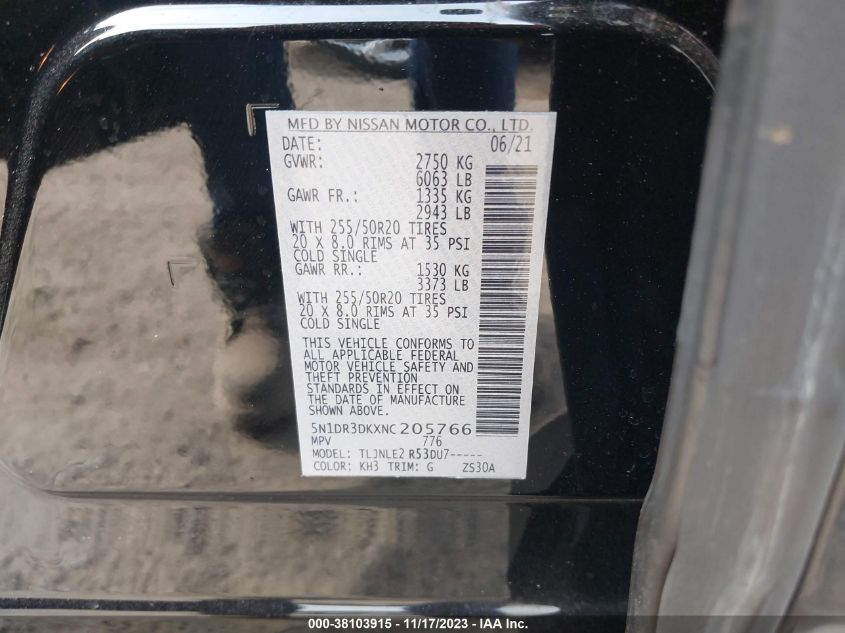 MFD BY NISSAN MOTOR CO., LTD.
DATE: 06/21
GVWR: 2750 KG
6063 LB
GAWR FR.: 1335 KG
2943 LB
WITH 255/50R20 TIRES
20 X 8.0 RIMS AT 35 PSI
COLD SINGLE
GAWR RR.: 1530 KG
3373 LB
WITH 255/50R20 TIRES
20 X 8.0 RIMS AT 35 PSI
COLD SINGLE
THIS VEHICLE CONFORMS TO
ALL APPLICABLE FEDERAL
MOTOR VEHICLE SAFETY AND
THEFT PREVENTION
STANDARDS IN EFFECT ON
THE DATE OF MANUFACTURE
SHOWN ABOVE.
5N1DR3DKXNC205766
MPV 776
MODEL: TLJNLE2 R53DU7-----
COLOR: KH3 TRIM: G ZS30A
000-38103915 - 11/17/2023 - IAA Inc.